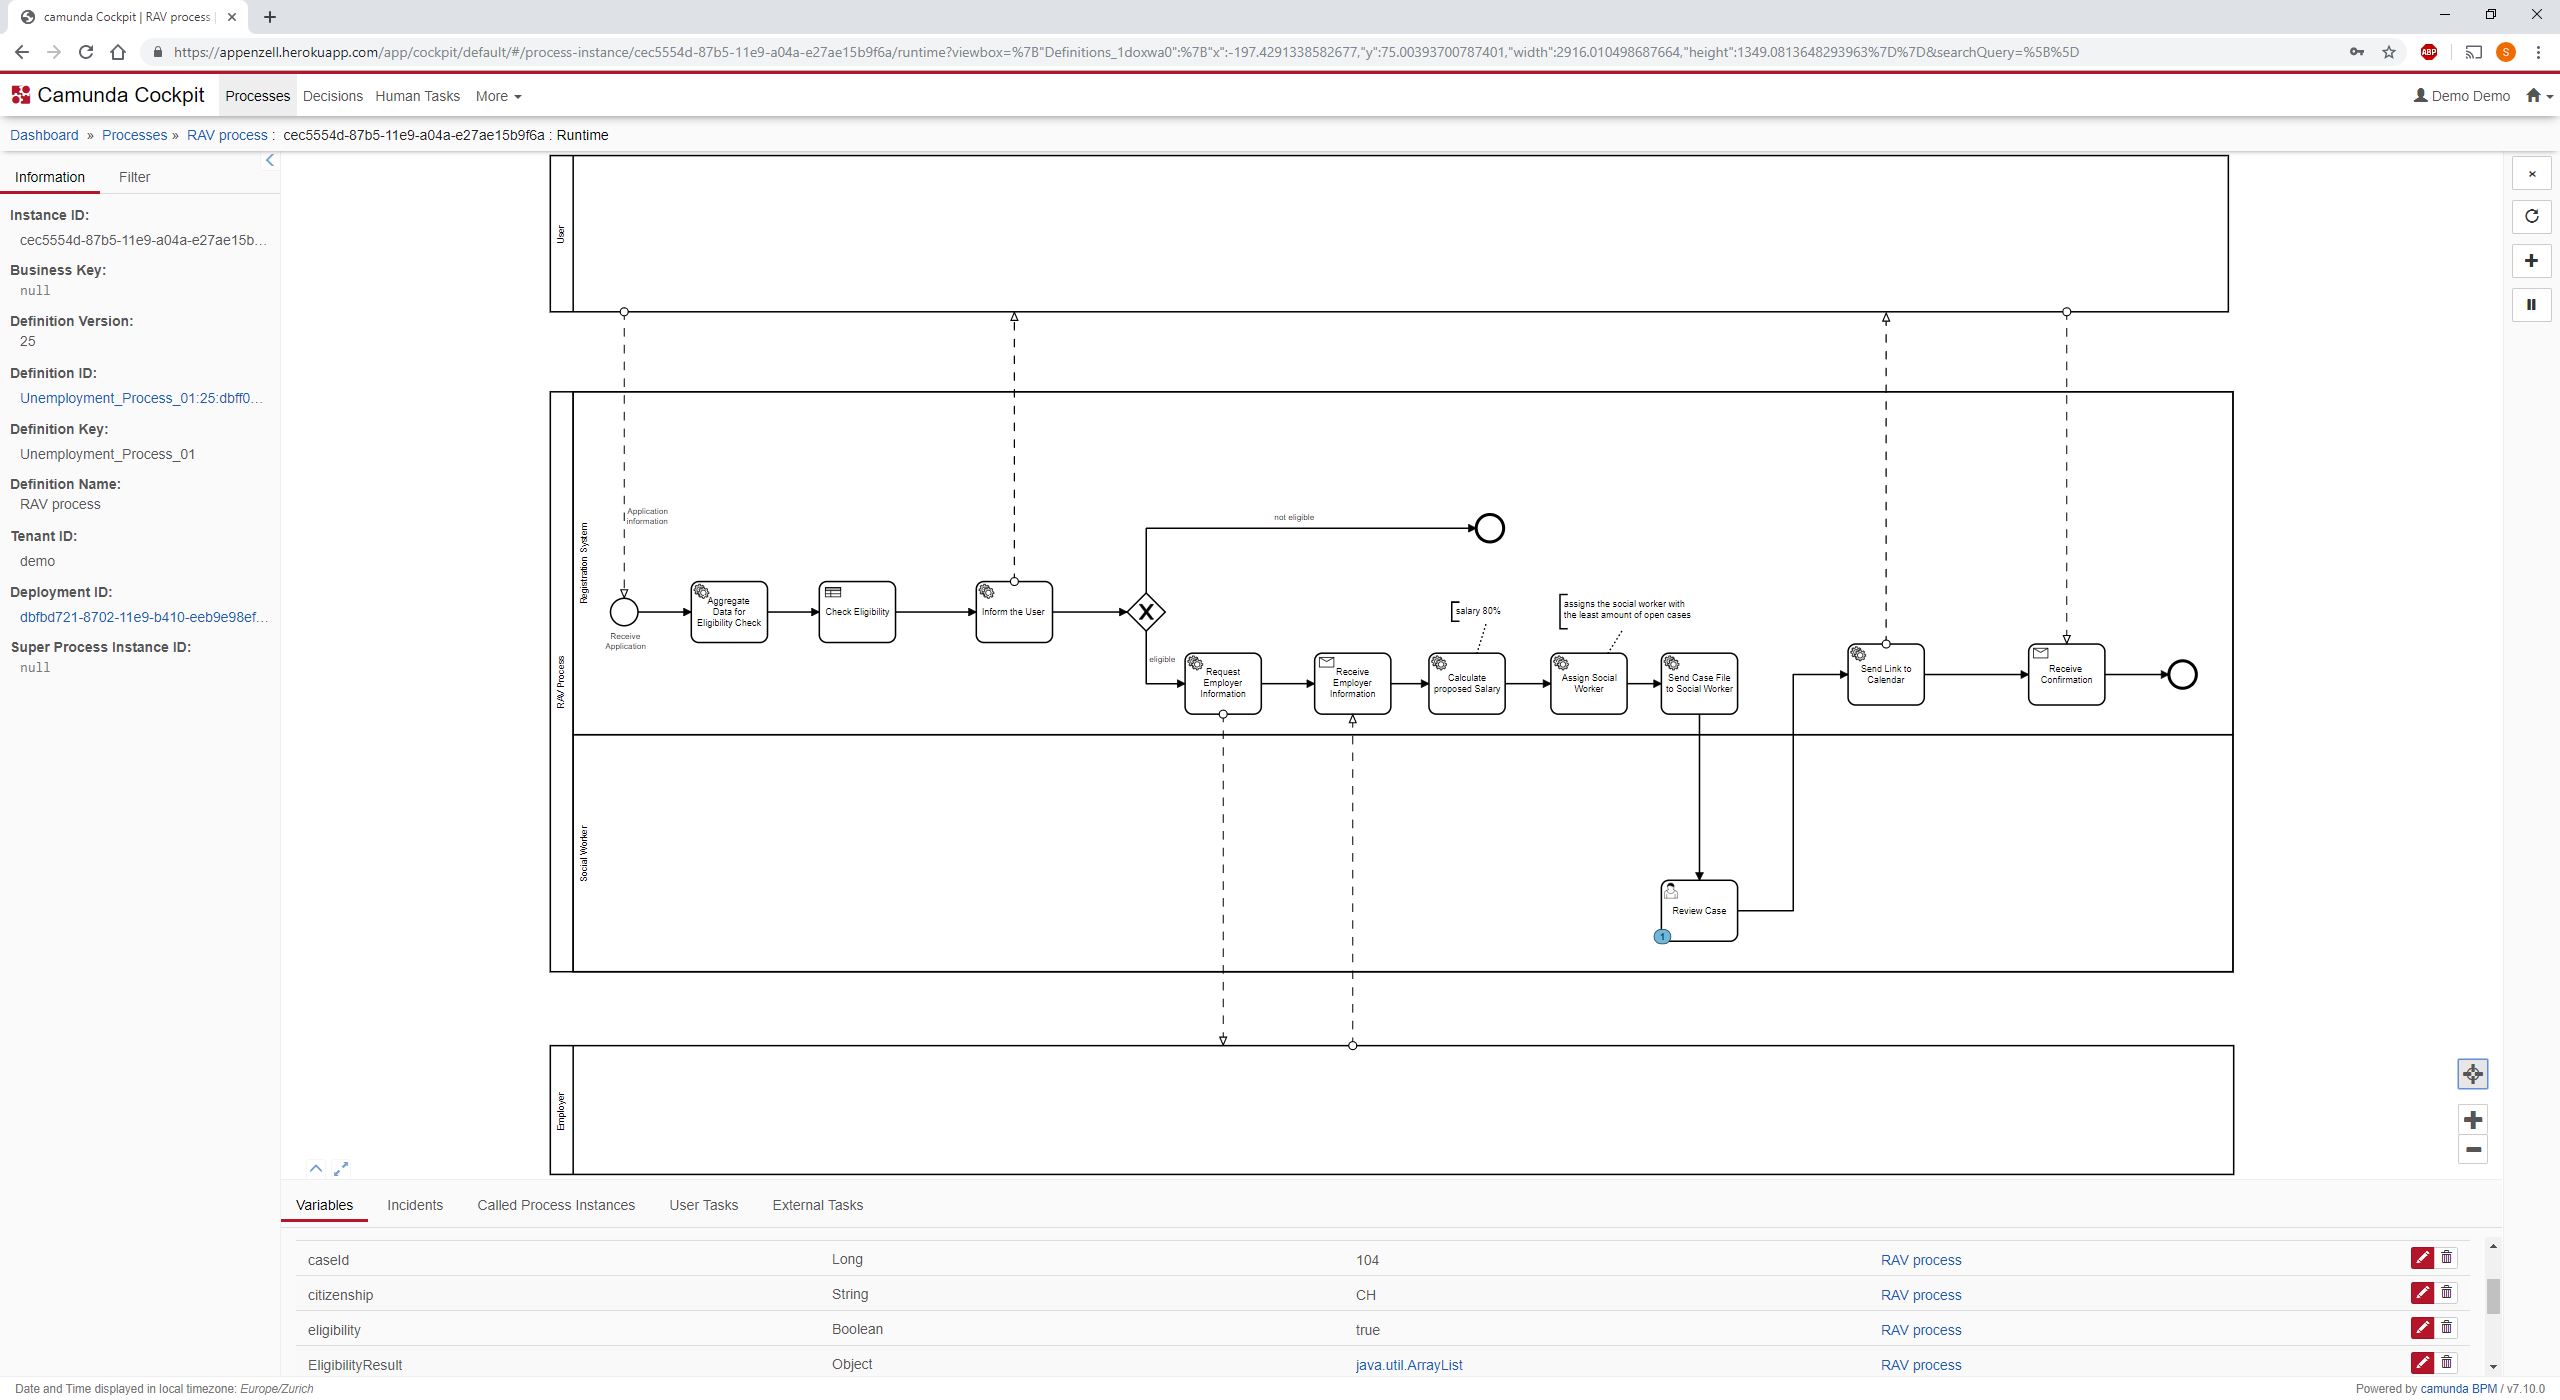 camunda Cockpit | RAV process |
https://appenzell.herokuapp.com/app/cockpit/default/#/process-instance/cec5554d-87b5-11e9-a04a-e27ae15b9f6a/runtime?viewbox=%7B"Definitions_1doxwa0":%7B"x":-197.4291338582677,"y":75.00393700787401,"width":2916.010498687664,"height":1349.0813648293963%7D%7D&searchQuery=%5B%5D
ABP
S
Camunda Cockpit
Processes
Decisions
Human Tasks
More
Demo Demo
Dashboard » Processes » RAV process : cec5554d-87b5-11e9-a04a-e27ae15b9f6a : Runtime
Information
Filter
Instance ID:
cec5554d-87b5-11e9-a04a-e27ae15b...
Business Key:
null
Definition Version:
25
Definition ID:
Unemployment_Process_01:25:dbff0...
Definition Key:
Unemployment_Process_01
Definition Name:
RAV process
Tenant ID:
demo
Deployment ID:
dbfbd721-8702-11e9-b410-eeb9e98ef...
Super Process Instance ID:
null
User
RAV Process
Registration System
Application
information
Receive
Application
Aggregate
Data for
Eligibility Check
Check Eligibility
Inform the User
X
not eligible
eligible
Request
Employer
Information
Receive
Employer
Information
salary 80%
Calculate
proposed Salary
assigns the social worker with
the least amount of open cases
Assign Social
Worker
Send Case File
to Social Worker
Send Link to
Calendar
Receive
Confirmation
Social Worker
Review Case
1
Employer
Variables
Incidents
Called Process Instances
User Tasks
External Tasks
caseId Long 104 RAV process
citizenship String CH RAV process
eligibility Boolean true RAV process
EligibilityResult Object java.util.ArrayList RAV process
Date and Time displayed in local timezone: Europe/Zurich
Powered by camunda BPM / v7.10.0